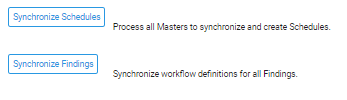 Synchronize Schedules
Process all Masters to synchronize and create Schedules.
Synchronize Findings
Synchronize workflow definitions for all Findings.